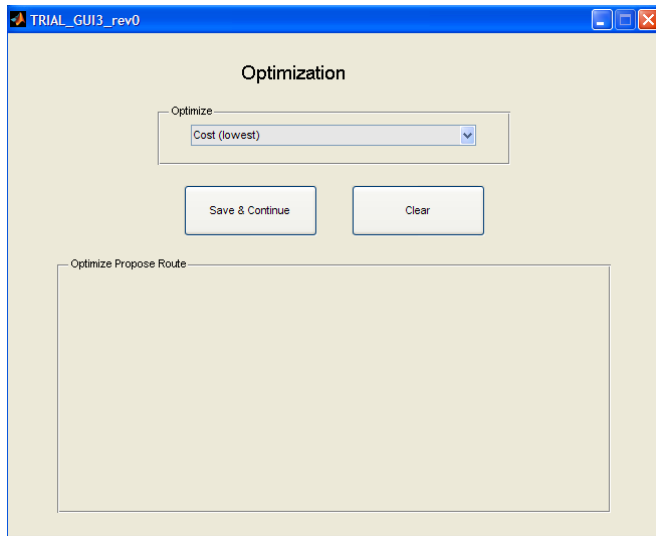 TRIAL_GUI3_rev0
Optimization
Optimize
Cost (lowest)
Save & Continue
Clear
Optimize Propose Route